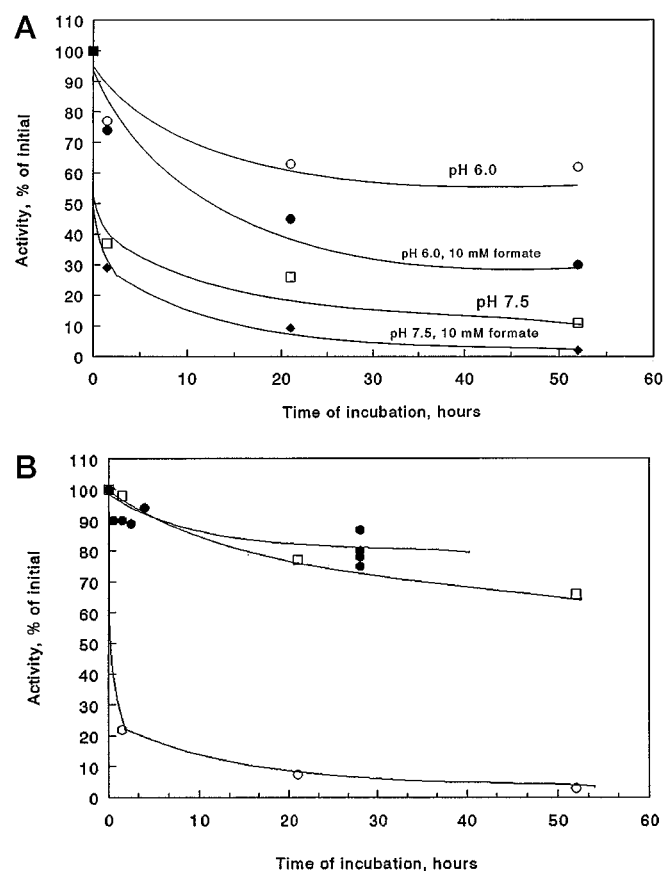 A
110
100
90
80
70
60
50
40
30
20
10
0
Activity, % of initial
pH 6.0
pH 6.0, 10 mM formate
pH 7.5
pH 7.5, 10 mM formate
0 10 20 30 40 50 60
Time of incubation, hours
B
110
100
90
80
70
60
50
40
30
20
10
0
Activity, % of initial
0 10 20 30 40 50 60
Time of incubation, hours